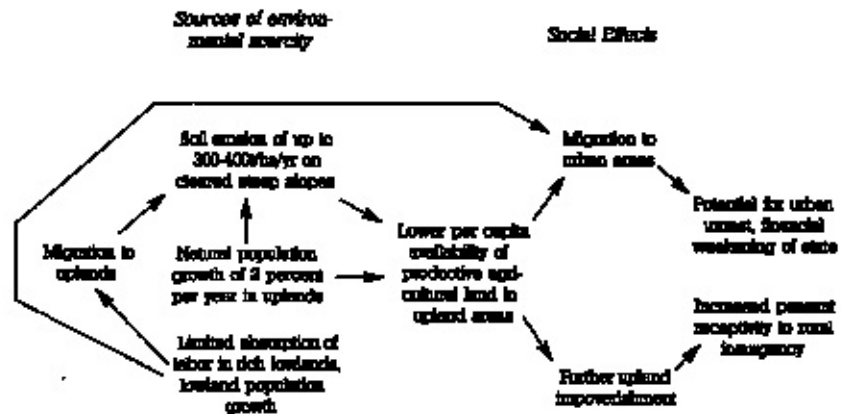 Sources of environ-
mental scarcity
Social Effects
Soil erosion of up to
300-400t/ha/yr on
cleared steep slopes
Migration to
urban areas
Migration to
uplands
Natural population
growth of 3 percent
per year in uplands
Lower per capita
availability of
productive agri-
cultural land in
upland areas
Potential for urban
unrest, financial
weakening of state
Limited absorption of
labor in rich lowlands,
lowland population
growth
Further upland
impoverishment
Increased peasant
receptivity to rural
insurgency